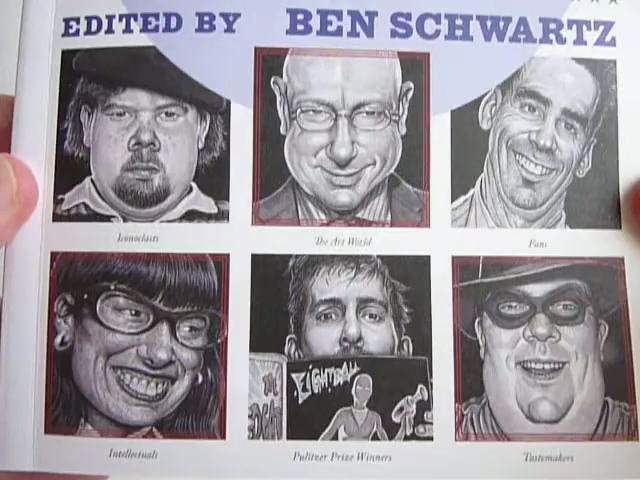 EDITED BY BEN SCHWARTZ
Iconoclasts
The Art World
Fans
EIGHTBALL
Intellectuals
Pulitzer Prize Winners
Tastemakers